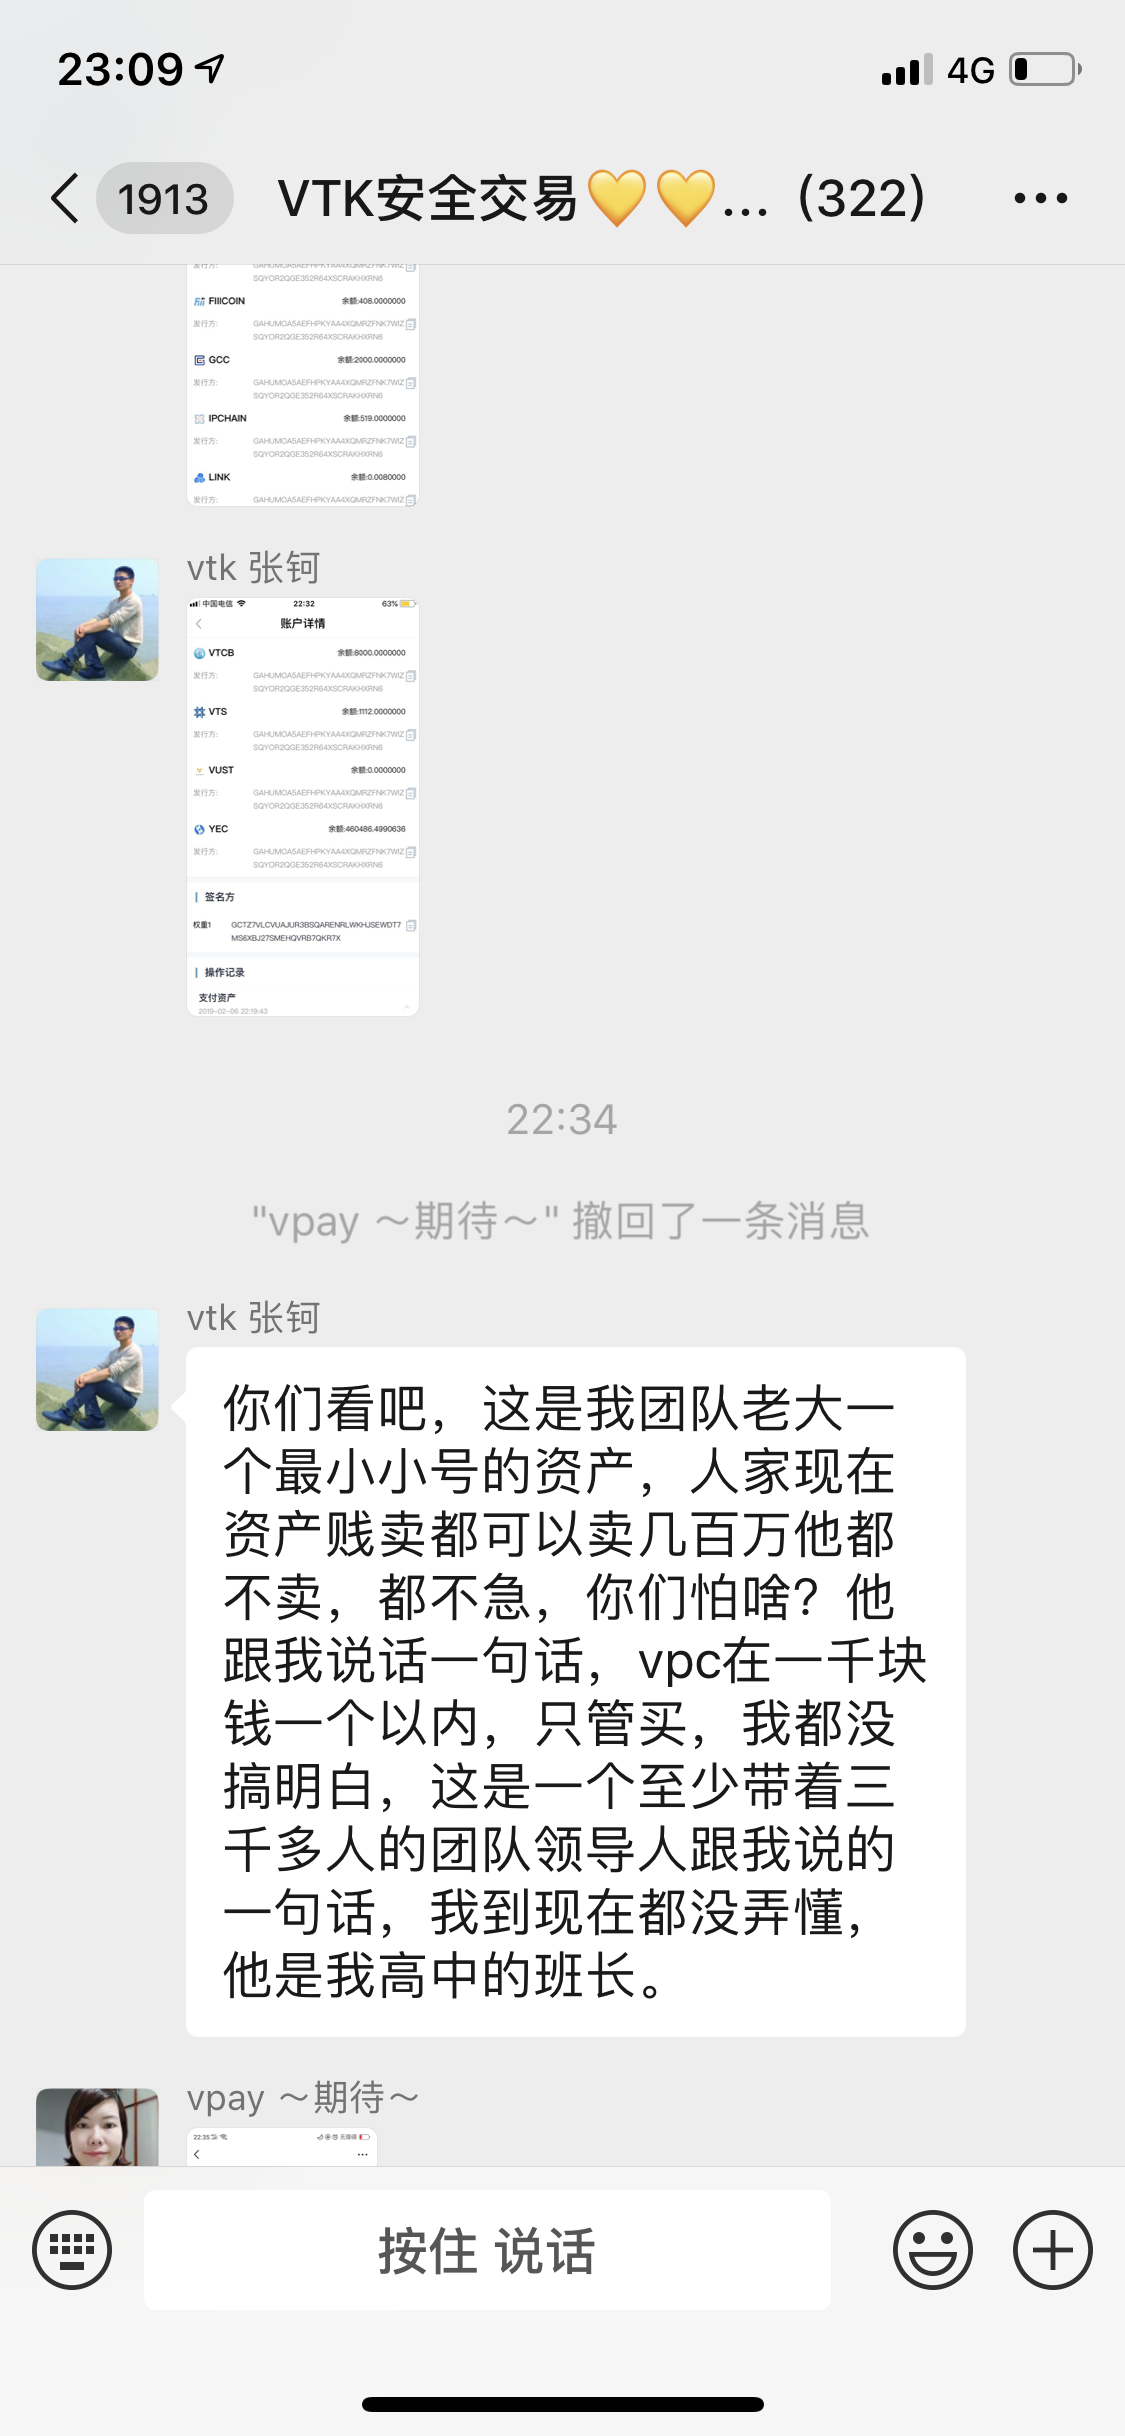 23:09
4G
1913
VTK安全交易💛💛... (322)
发行方: GAHUMOA5AEFHPKYAA4XQMRZFNK7WIZ
SQYOR2QGE352R64XSCRAKHXRN6
FIIICOIN 余额:408.0000000
发行方: GAHUMOA5AEFHPKYAA4XQMRZFNK7WIZ
SQYOR2QGE352R64XSCRAKHXRN6
GCC 余额:2000.0000000
发行方: GAHUMOA5AEFHPKYAA4XQMRZFNK7WIZ
SQYOR2QGE352R64XSCRAKHXRN6
IPCHAIN 余额:519.0000000
发行方: GAHUMOA5AEFHPKYAA4XQMRZFNK7WIZ
SQYOR2QGE352R64XSCRAKHXRN6
LINK 余额:0.0080000
发行方: GAHUMOA5AEFHPKYAA4XQMRZFNK7WIZ
vtk 张钶
中国电信 22:32 63%
账户详情
VTCB 余额:8000.0000000
发行方: GAHUMOA5AEFHPKYAA4XQMRZFNK7WIZ
SQYOR2QGE352R64XSCRAKHXRN6
VTS 余额:1112.0000000
发行方: GAHUMOA5AEFHPKYAA4XQMRZFNK7WIZ
SQYOR2QGE352R64XSCRAKHXRN6
VUST 余额:0.0000000
发行方: GAHUMOA5AEFHPKYAA4XQMRZFNK7WIZ
SQYOR2QGE352R64XSCRAKHXRN6
YEC 余额:460486.4990636
发行方: GAHUMOA5AEFHPKYAA4XQMRZFNK7WIZ
SQYOR2QGE352R64XSCRAKHXRN6
签名方
权重1 GCTZ7VLCVUAJUR3BSQARENRLWKHJSEWDT7
MS6XBJ27SMEHQVRB7QKR7X
操作记录
支付资产
2019-02-06 22:19:43
22:34
"vpay ～期待～" 撤回了一条消息
vtk 张钶
你们看吧，这是我团队老大一
个最小小号的资产，人家现在
资产贱卖都可以卖几百万他都
不卖，都不急，你们怕啥？他
跟我说话一句话，vpc在一千块
钱一个以内，只管买，我都没
搞明白，这是一个至少带着三
千多人的团队领导人跟我说的
一句话，我到现在都没弄懂，
他是我高中的班长。
vpay ～期待～
22:35
按住 说话